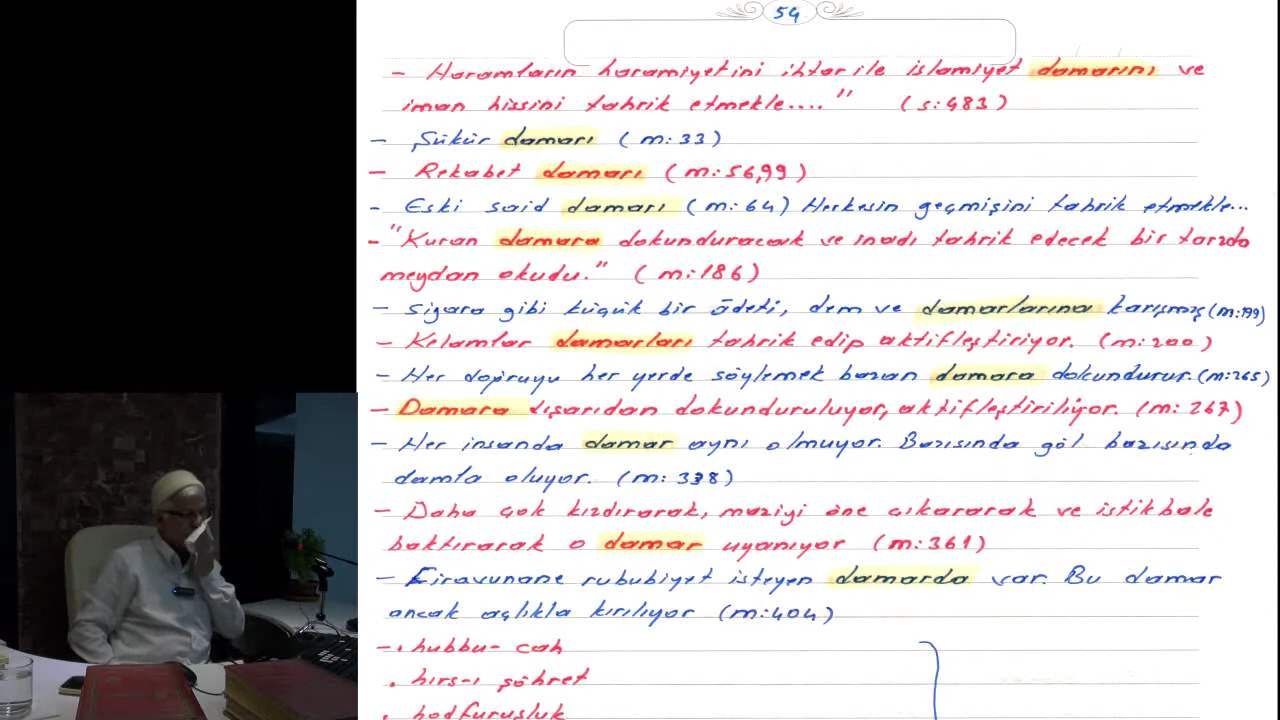 54
- Haramların haramiyetini ihtar ile islamiyet damarını ve
iman hissini tahrik etmekle...." (s:483)
- Şükür damarı (m:33)
- Rekabet damarı (m:56,99)
- Eski said damarı (m:64) Herkesin geçmişini tahrik etmekle...
- "Kuran damara dokunduracak ve inadı tahrik edecek bir tarzda
meydan okudu." (m:186)
- Sigara gibi küçük bir âdeti, dem ve damarlarına karışmış (m:199)
- Kelamlar damarları tahrik edip aktifleştiriyor. (m:200)
- Her doğruyu her yerde söylemek bazan damara dokundurur. (m:265)
- Damara dışarıdan dokunduruluyor, aktifleştiriliyor. (m:267)
- Her insanda damar aynı olmuyor. Bazısında göl bazısında
damla oluyor. (m:338)
- Daha çok kızdırarak, maziyi öne çıkararak ve istikbale
baktırarak o damar uyanıyor (m:361)
- Firavunane rububiyet isteyen damarda var. Bu damar
ancak açlıkla kırılıyor (m:404)
- . hubbu-cah
. hırs-ı şöhret
. hodfurusluk